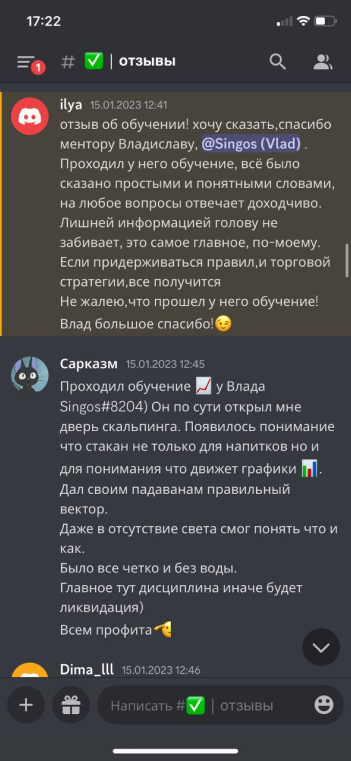 17:22
1
# ✅ | отзывы
ilya 15.01.2023 12:41
отзыв об обучении! хочу сказать,спасибо
ментору Владиславу, @Singos (Vlad) .
Проходил у него обучение, всё было
сказано простыми и понятными словами,
на любое вопросы отвечает доходчиво.
Лишней информацией голову не
забивает, это самое главное, по-моему.
Если придерживаться правил,и торговой
стратегии,все получится
Не жалею,что прошел у него обучение!
Влад большое спасибо!😉
Сарказм 15.01.2023 12:45
Проходил обучение 📈 у Влада
Singos#8204) Он по сути открыл мне
дверь скальпинга. Появилось понимание
что стакан не только для напитков но и
для понимания что движет графики 📊.
Дал своим падаванам правильный
вектор.
Даже в отсутствие света смог понять что и
как.
Было все четко и без воды.
Главное тут дисциплина иначе будет
ликвидация)
Всем профита🫡
Dima_lll 15.01.2023 12:46
Написать #✅ | отзывы